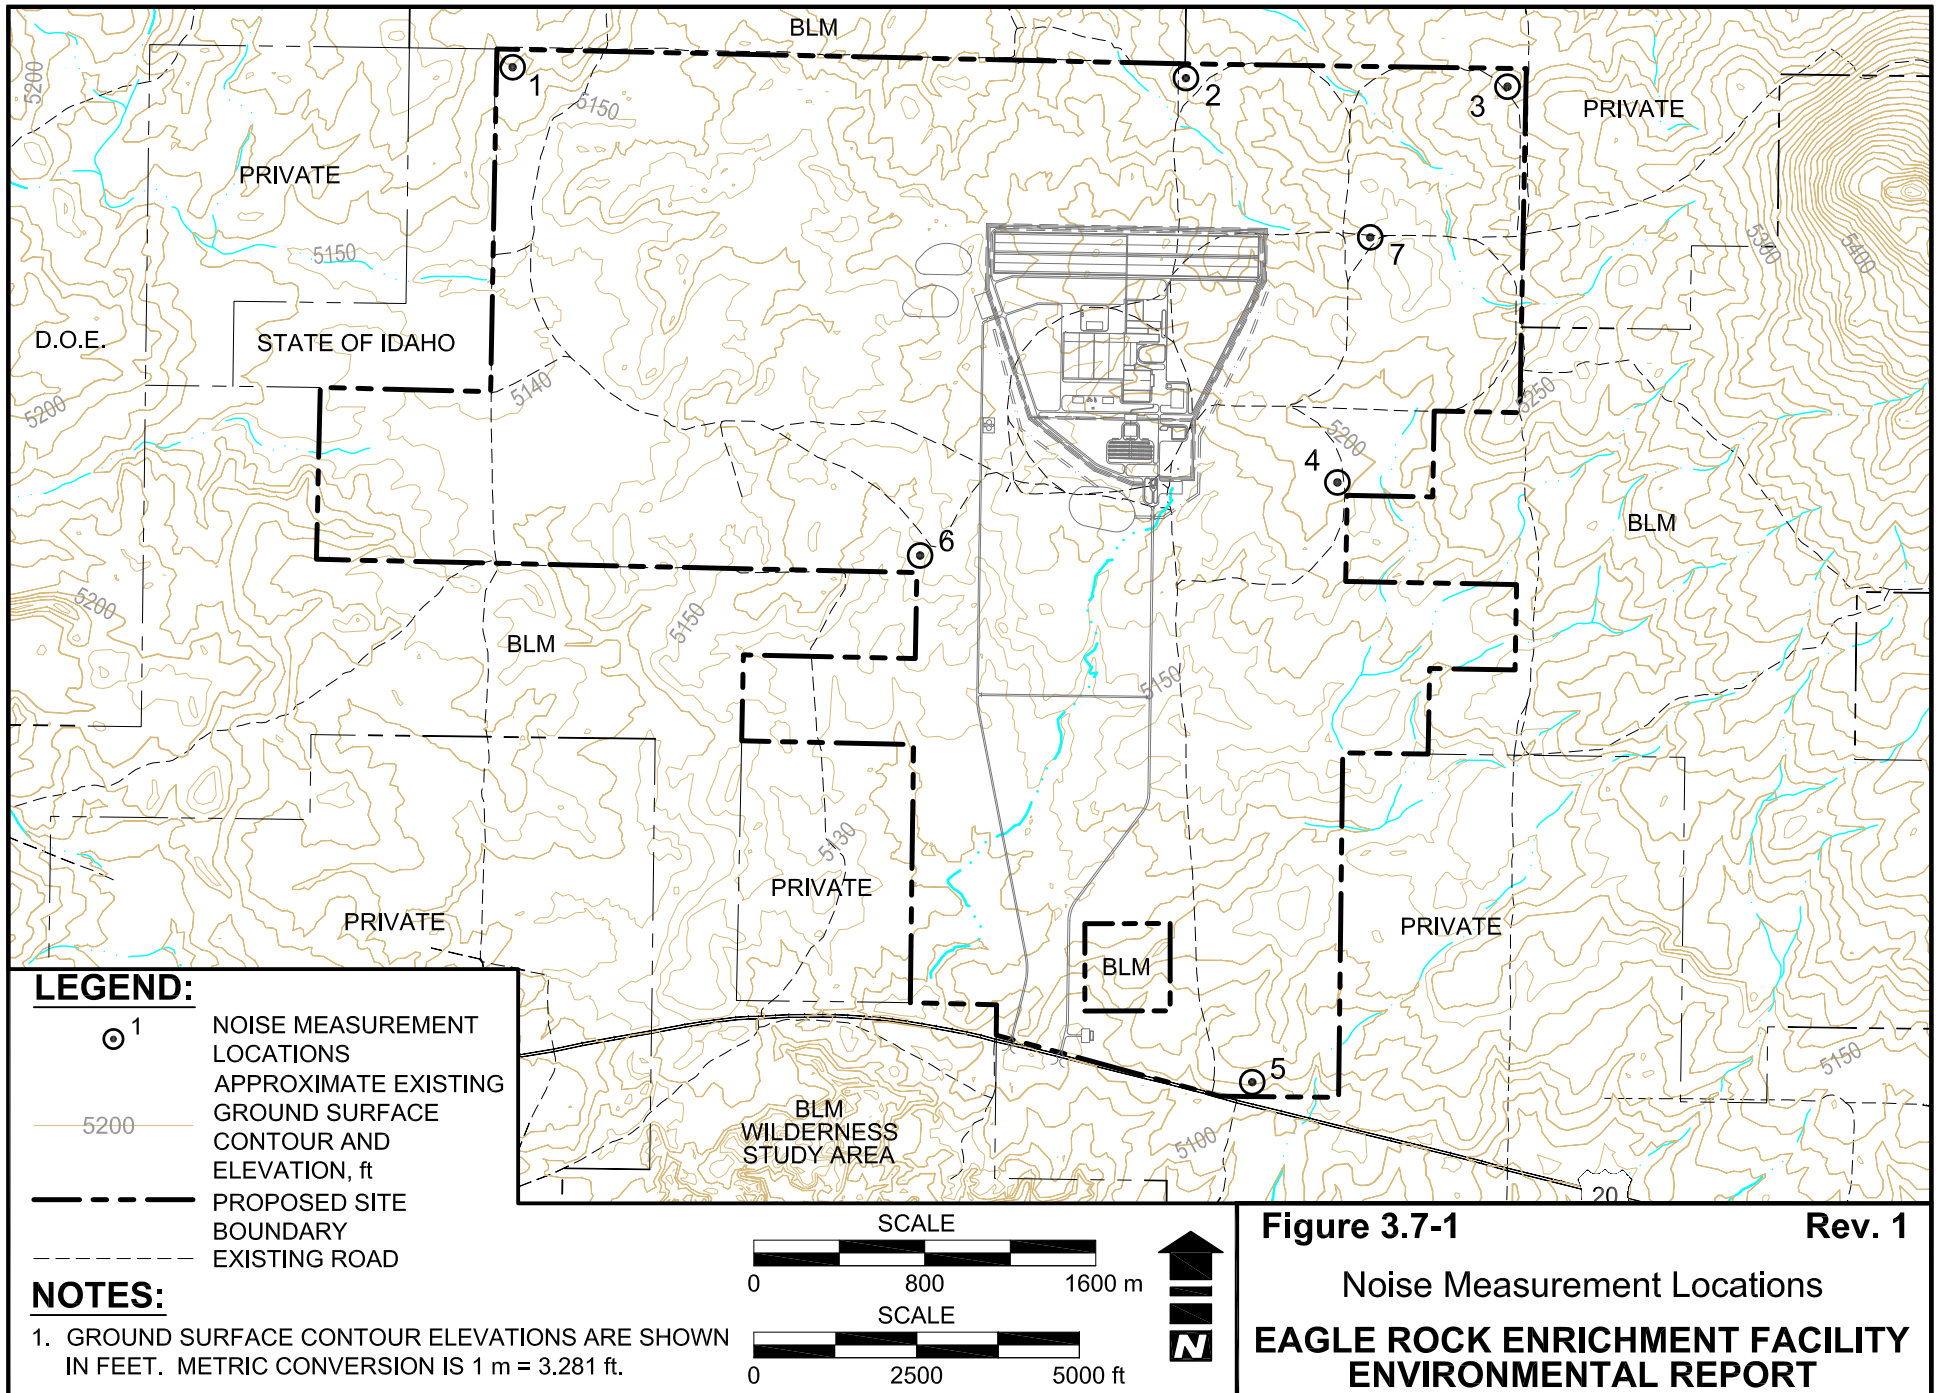 BLM
5200
1
5150
2
3
PRIVATE
PRIVATE
5150
7
5300
5400
D.O.E.
STATE OF IDAHO
5140
5200
5250
5200
4
BLM
6
5200
BLM
5150
5150
5130
PRIVATE
PRIVATE
PRIVATE
BLM
5
5150
5100
BLM
WILDERNESS
STUDY AREA
20
LEGEND:
1
NOISE MEASUREMENT
LOCATIONS
5200
APPROXIMATE EXISTING
GROUND SURFACE
CONTOUR AND
ELEVATION, ft
PROPOSED SITE
BOUNDARY
EXISTING ROAD
NOTES:
1. GROUND SURFACE CONTOUR ELEVATIONS ARE SHOWN
IN FEET. METRIC CONVERSION IS 1 m = 3.281 ft.
SCALE
0 800 1600 m
SCALE
0 2500 5000 ft
N
Figure 3.7-1 Rev. 1
Noise Measurement Locations
EAGLE ROCK ENRICHMENT FACILITY
ENVIRONMENTAL REPORT